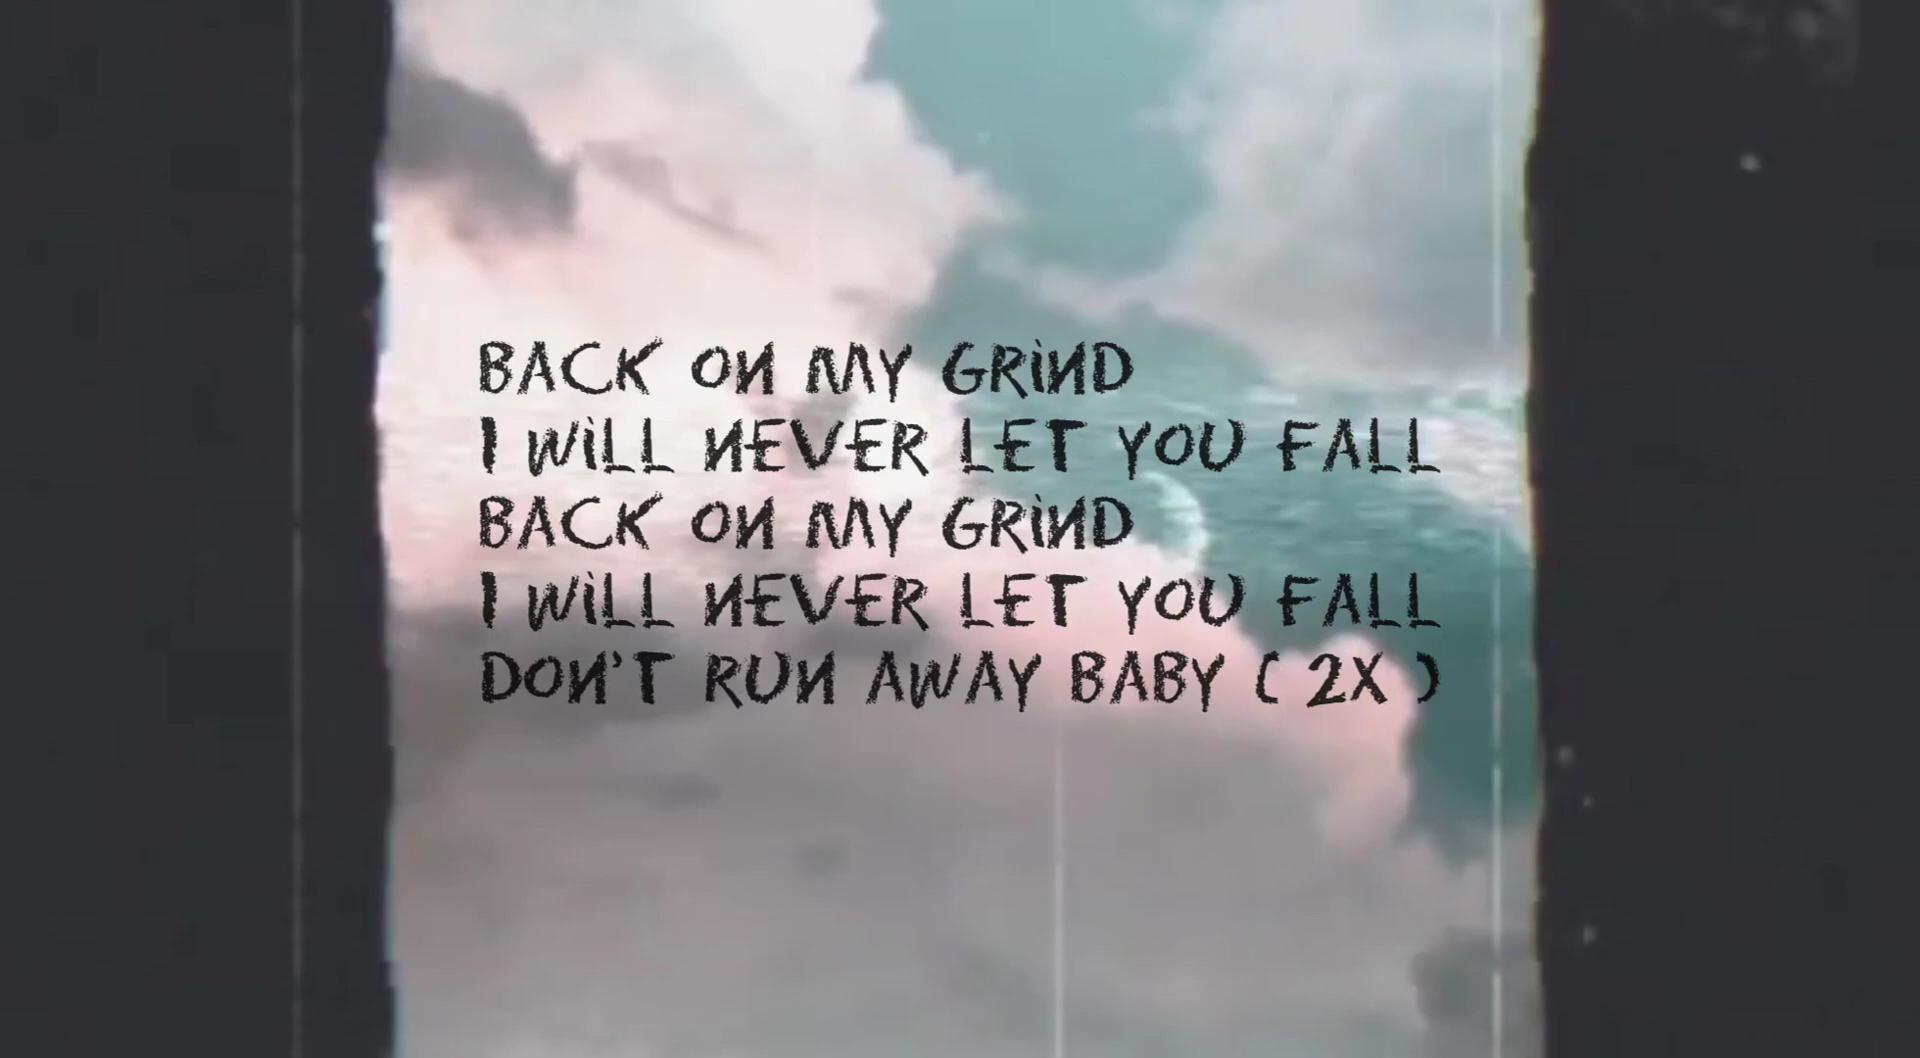 BACK ON MY GRiND
I WiLL NEVER LET YOU FALL
BACK ON MY GRiND
I WiLL NEVER LET YOU FALL
DON'T RUN AWAY BABY ( 2X )